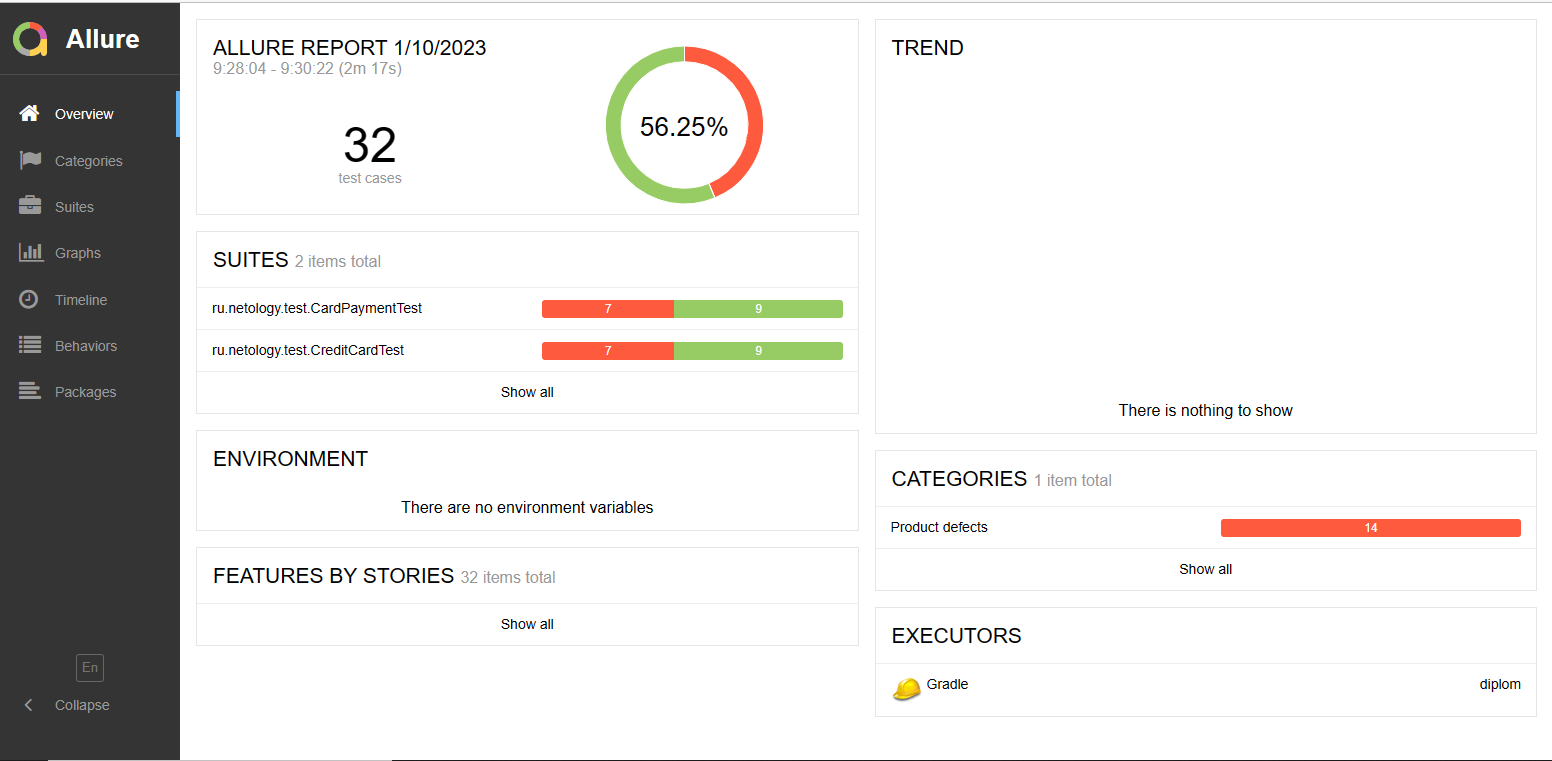 Allure
Overview
Categories
Suites
Graphs
Timeline
Behaviors
Packages
En
Collapse
ALLURE REPORT 1/10/2023
9:28:04 - 9:30:22 (2m 17s)
32
test cases
56.25%
SUITES 2 items total
ru.netology.test.CardPaymentTest 7 9
ru.netology.test.CreditCardTest 7 9
Show all
ENVIRONMENT
There are no environment variables
FEATURES BY STORIES 32 items total
Show all
TREND
There is nothing to show
CATEGORIES 1 item total
Product defects 14
Show all
EXECUTORS
Gradle diplom